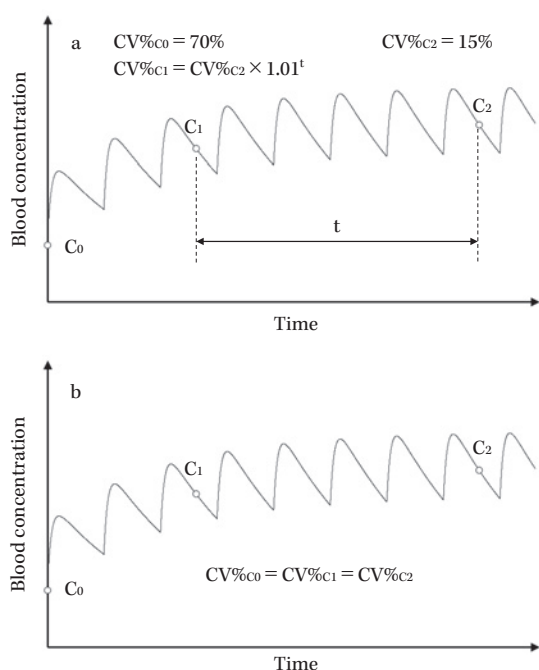 a
CV%C0 = 70%
CV%C2 = 15%
CV%C1 = CV%C2 × 1.01^t
C1
C2
C0
t
Blood concentration
Time
b
C1
C2
C0
CV%C0 = CV%C1 = CV%C2
Blood concentration
Time